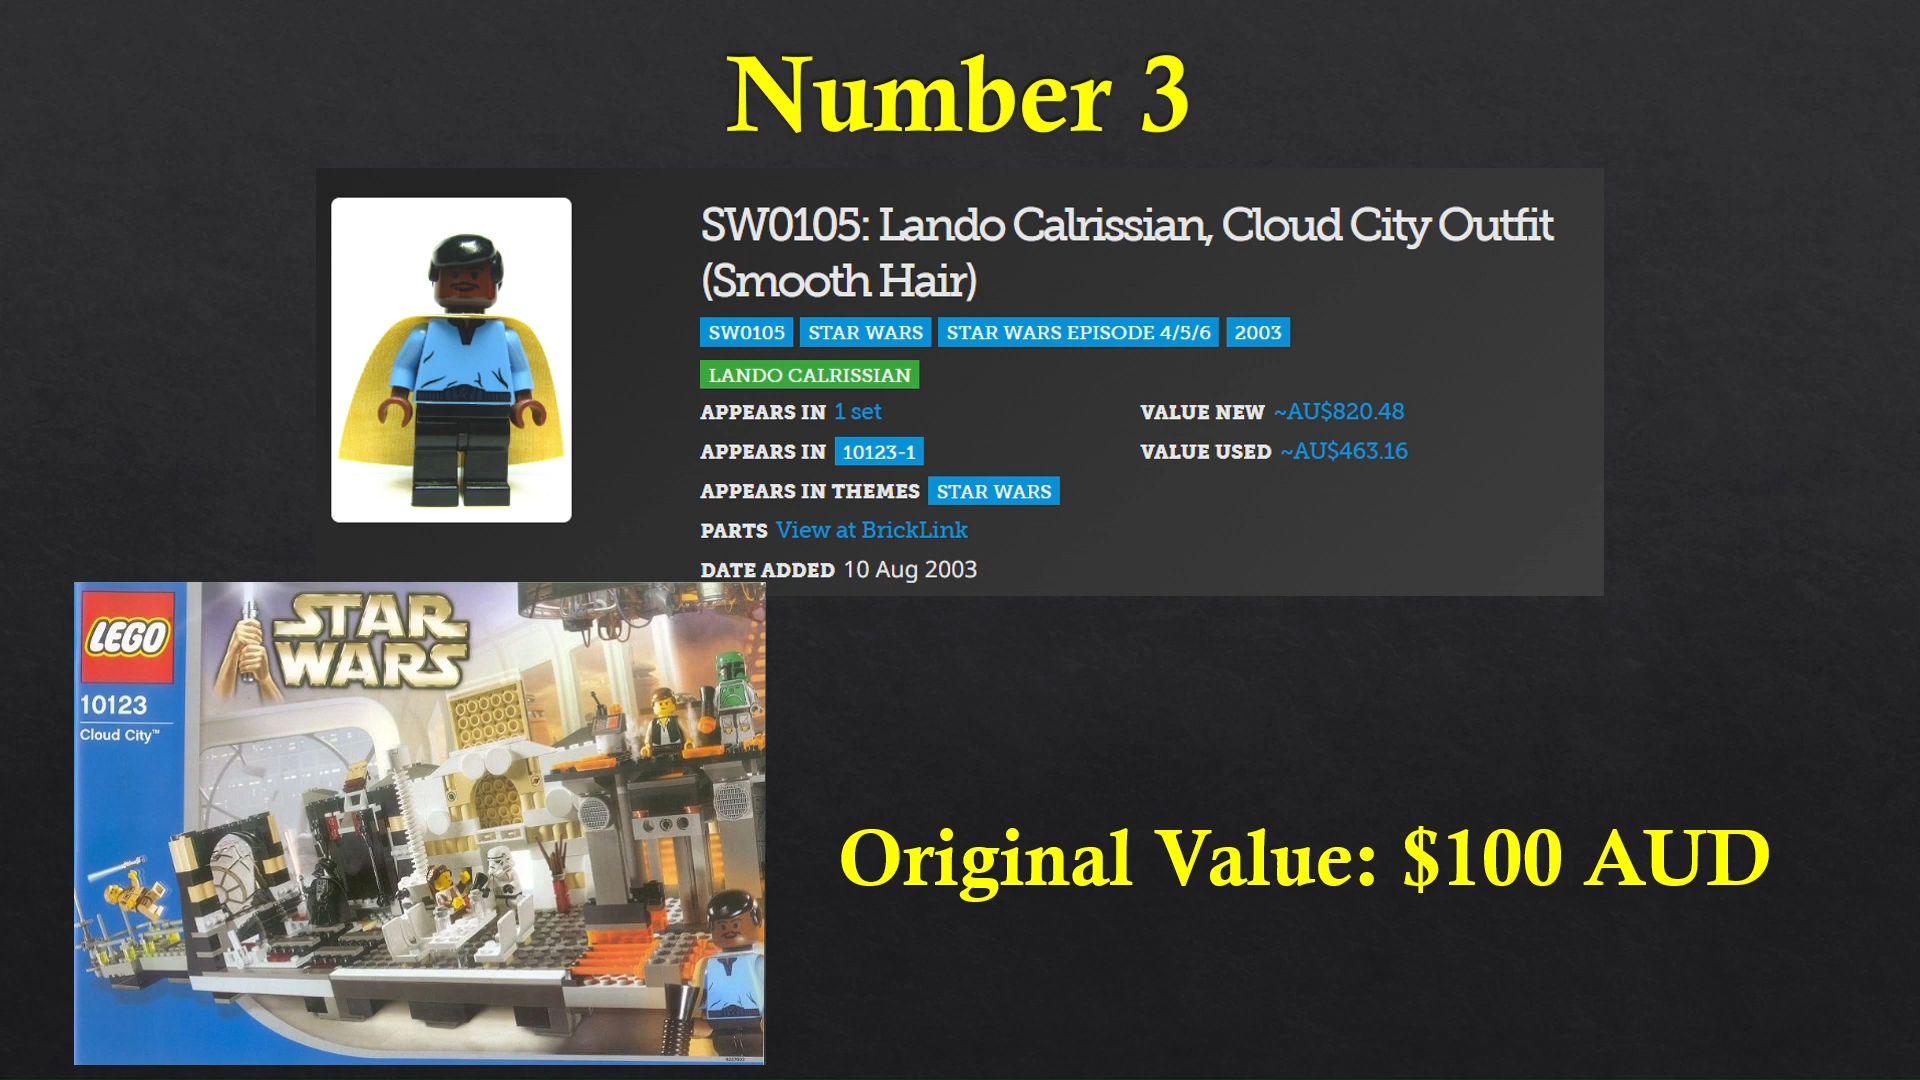 Number 3
SW0105: Lando Calrissian, Cloud City Outfit
(Smooth Hair)
SW0105 STAR WARS STAR WARS EPISODE 4/5/6 2003
LANDO CALRISSIAN
APPEARS IN 1 set
VALUE NEW ~AU$820.48
APPEARS IN 10123-1
VALUE USED ~AU$463.16
APPEARS IN THEMES STAR WARS
PARTS View at BrickLink
DATE ADDED 10 Aug 2003
LEGO
STAR
WARS
10123
Cloud City™
Original Value: $100 AUD